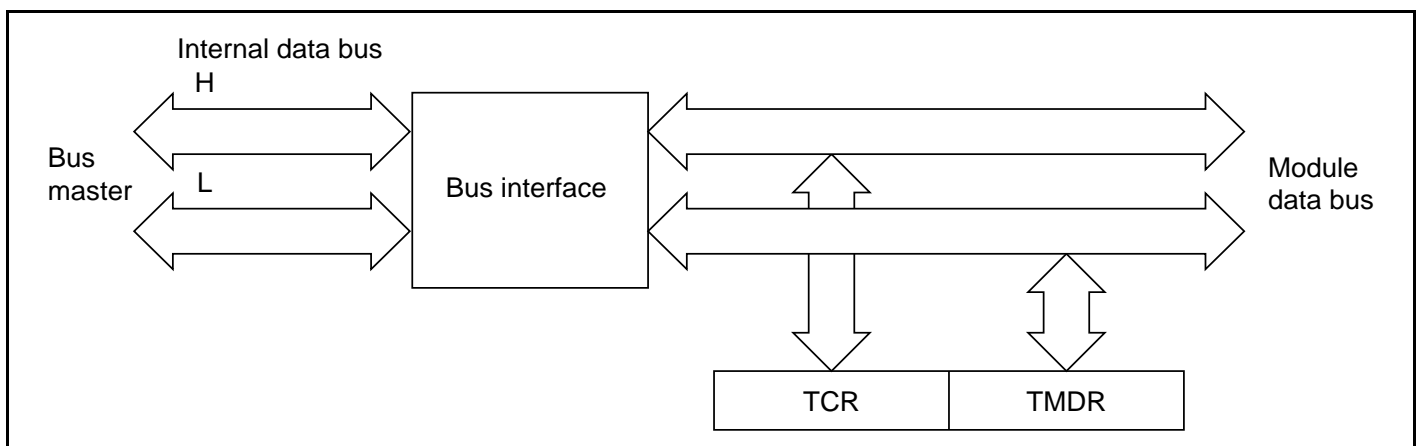 Internal data bus
H
Bus
master
L
Bus interface
Module
data bus
TCR
TMDR